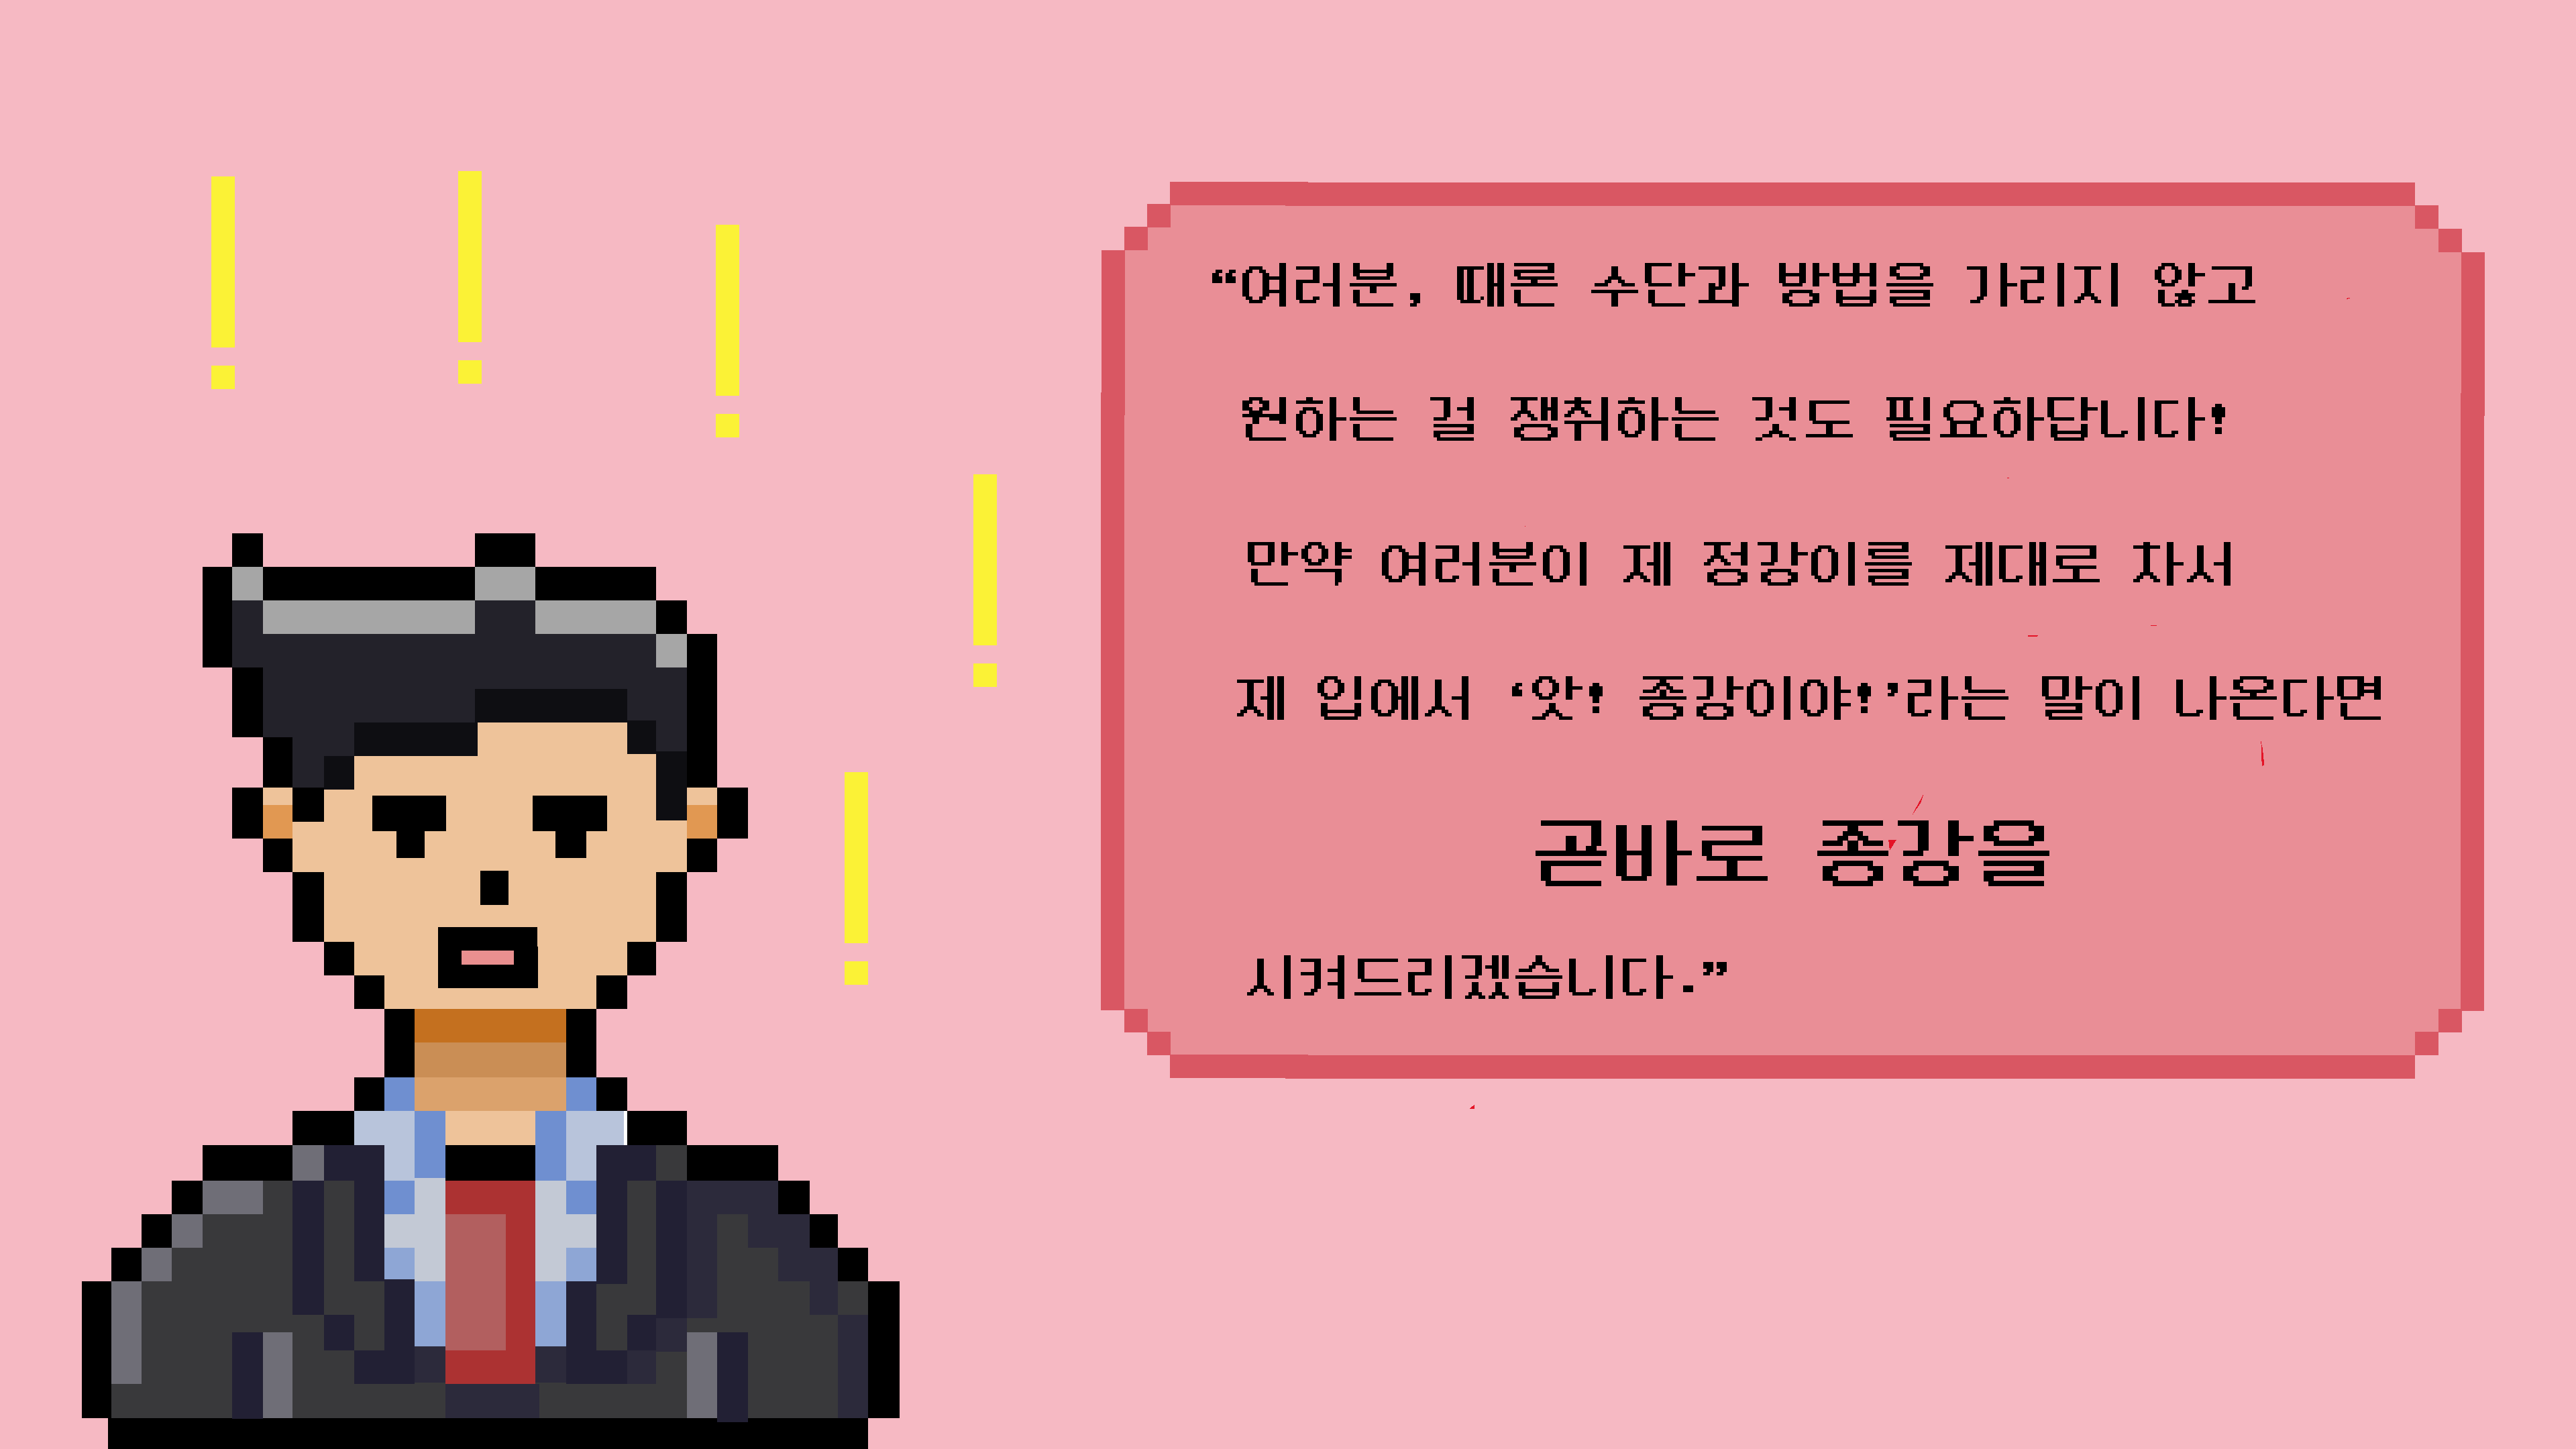 “여러분, 때론 수단과 방법을 가리지 않고
원하는 걸 쟁취하는 것도 필요하답니다!
만약 여러분이 제 정강이를 제대로 차서
제 입에서 ‘앗! 종강이야!’라는 말이 나온다면
곧바로 종강을
시켜드리겠습니다.”